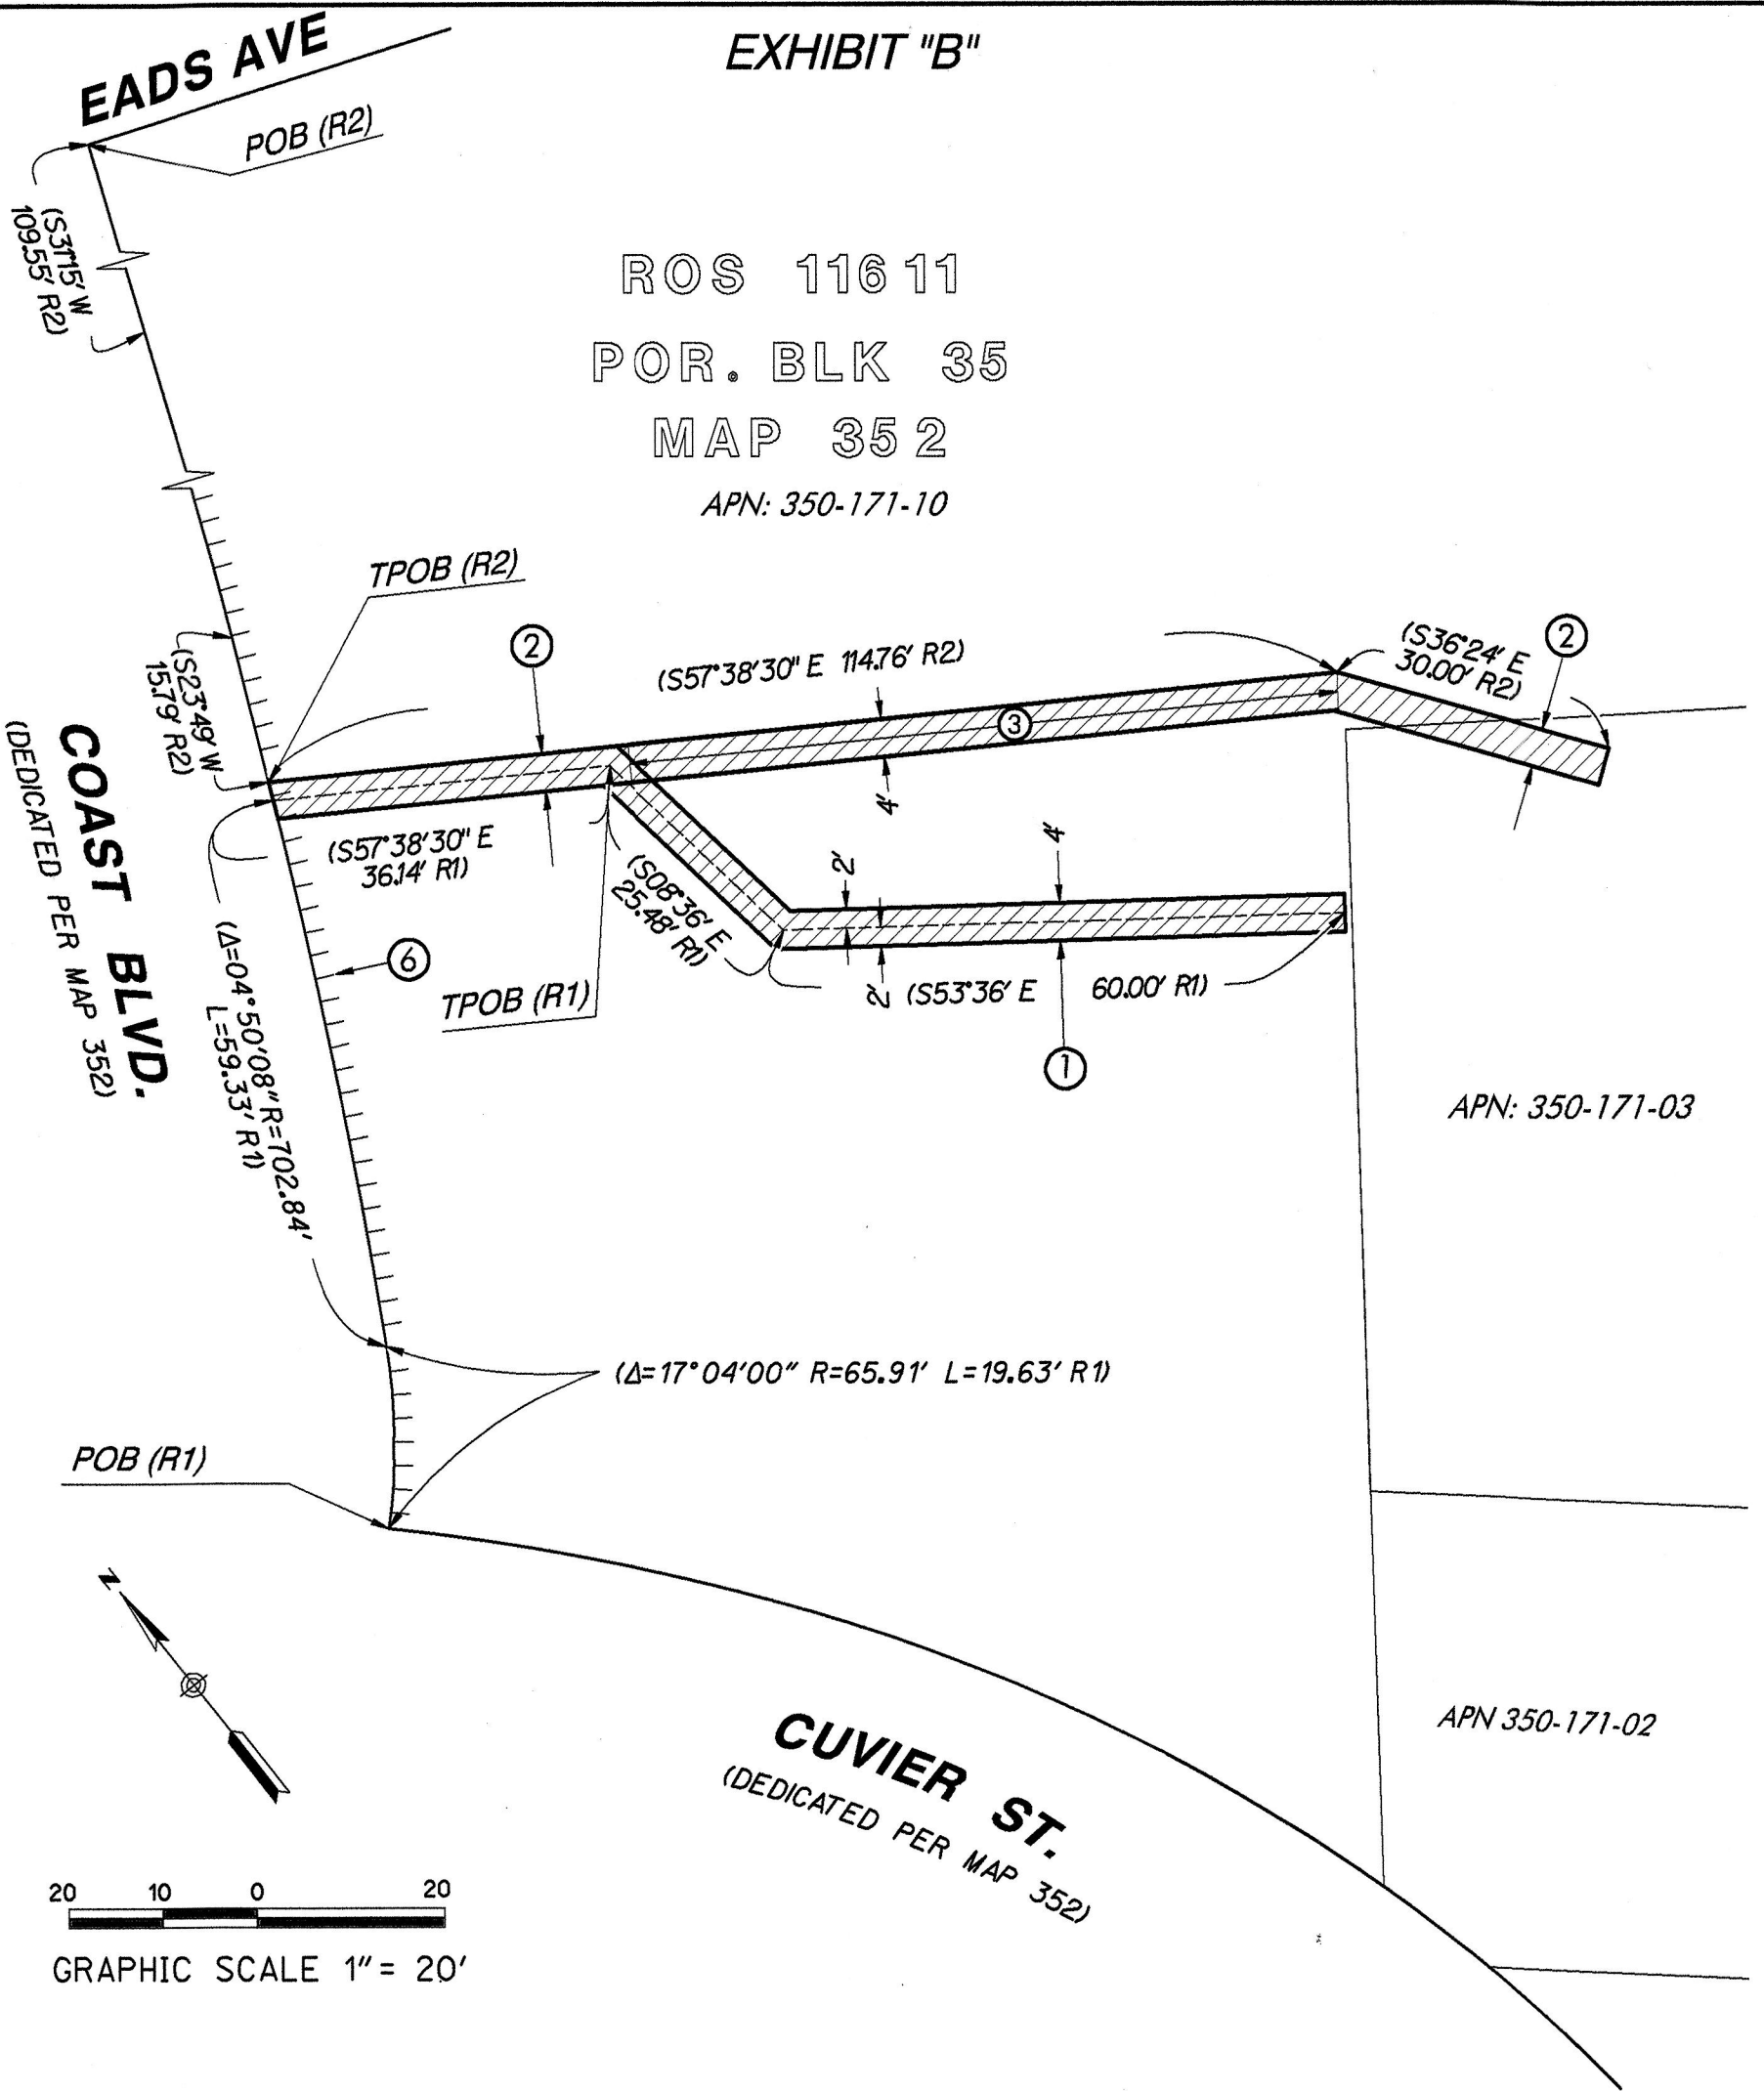 EXHIBIT "B"
EADS AVE
POB (R2)
(S31°15' W
109.55' R2)
ROS 11611
POR. BLK 35
MAP 352
APN: 350-171-10
TPOB (R2)
2
(S57°38'30" E 114.76' R2)
(S36°24' E
30.00' R2)
2
(S23°49' W
15.79' R2)
3
4'
COAST BLVD.
(DEDICATED PER MAP 352)
(S57°38'30" E
36.14' R1)
(S08°36' E
25.48' R1)
2'
4'
2'
(S53°36' E 60.00' R1)
6
TPOB (R1)
1
(Δ=04°50'08" R=702.84'
L=59.33' R1)
APN: 350-171-03
(Δ=17°04'00" R=65.91' L=19.63' R1)
POB (R1)
N
CUVIER ST.
(DEDICATED PER MAP 352)
APN 350-171-02
20 10 0 20
GRAPHIC SCALE 1" = 20'